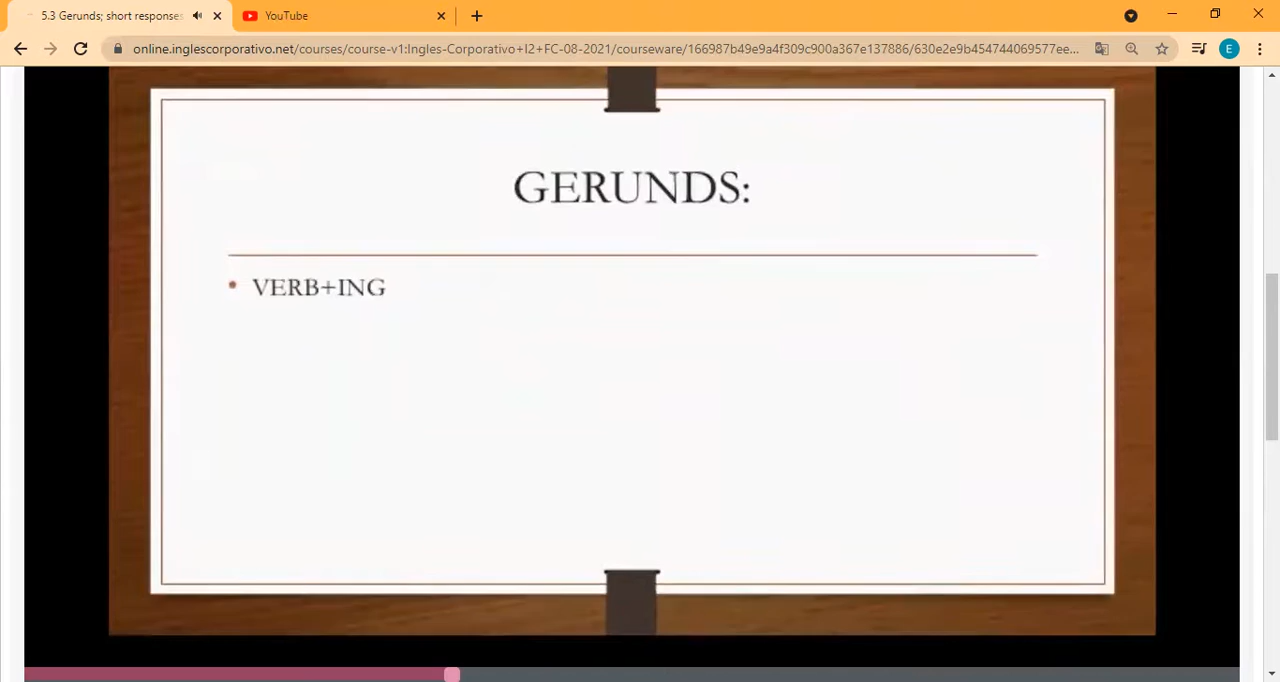 5.3 Gerunds; short responses
YouTube
online.inglescorporativo.net/courses/course-v1:Ingles-Corporativo+I2+FC-08-2021/courseware/166987b49e9a4f309c900a367e137886/630e2e9b454744069577ee...
E
GERUNDS:
• VERB+ING